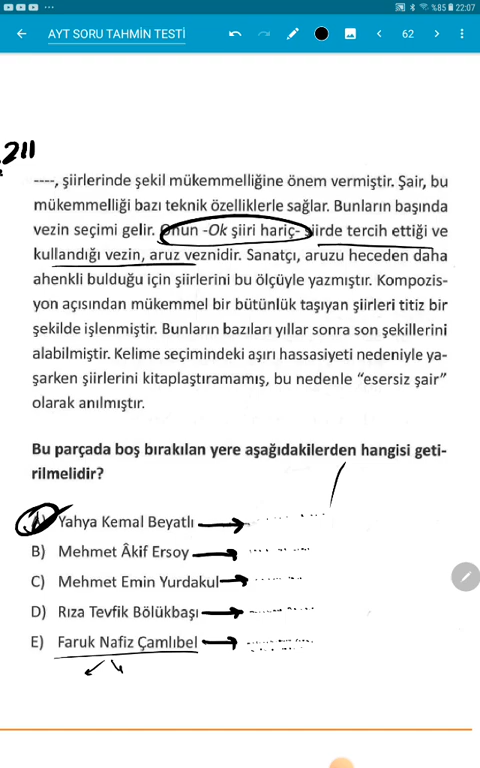 %85 22:07
AYT SORU TAHMİN TESTİ
62
211
----, şiirlerinde şekil mükemmelliğine önem vermiştir. Şair, bu
mükemmelliği bazı teknik özelliklerle sağlar. Bunların başında
vezin seçimi gelir. Onun -Ok şiiri hariç- şiirde tercih ettiği ve
kullandığı vezin, aruz veznidir. Sanatçı, aruzu heceden daha
ahenkli bulduğu için şiirlerini bu ölçüyle yazmıştır. Kompozis-
yon açısından mükemmel bir bütünlük taşıyan şiirleri titiz bir
şekilde işlenmiştir. Bunların bazıları yıllar sonra son şekillerini
alabilmiştir. Kelime seçimindeki aşırı hassasiyeti nedeniyle ya-
şarken şiirlerini kitaplaştıramamış, bu nedenle “esersiz şair”
olarak anılmıştır.
Bu parçada boş bırakılan yere aşağıdakilerden hangisi geti-
rilmelidir?
A) Yahya Kemal Beyatlı
B) Mehmet Âkif Ersoy
C) Mehmet Emin Yurdakul
D) Rıza Tevfik Bölükbaşı
E) Faruk Nafiz Çamlıbel